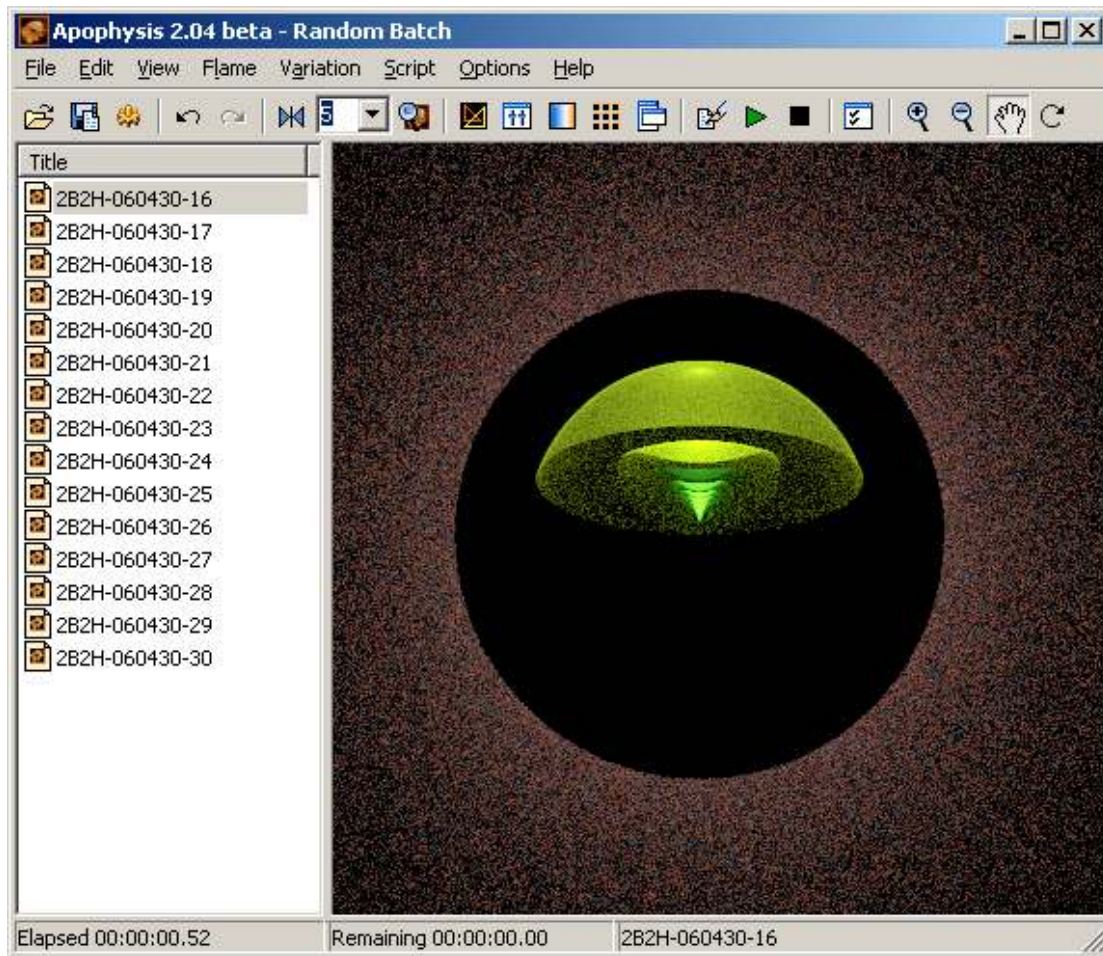 Apophysis 2.04 beta - Random Batch
File Edit View Flame Variation Script Options Help
5
Title
2B2H-060430-16
2B2H-060430-17
2B2H-060430-18
2B2H-060430-19
2B2H-060430-20
2B2H-060430-21
2B2H-060430-22
2B2H-060430-23
2B2H-060430-24
2B2H-060430-25
2B2H-060430-26
2B2H-060430-27
2B2H-060430-28
2B2H-060430-29
2B2H-060430-30
Elapsed 00:00:00.52 Remaining 00:00:00.00 2B2H-060430-16